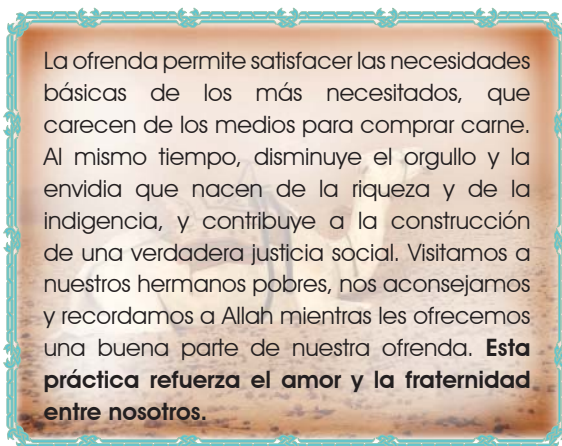 La ofrenda permite satisfacer las necesidades
básicas de los más necesitados, que
carecen de los medios para comprar carne.
Al mismo tiempo, disminuye el orgullo y la
envidia que nacen de la riqueza y de la
indigencia, y contribuye a la construcción
de una verdadera justicia social. Visitamos a
nuestros hermanos pobres, nos aconsejamos
y recordamos a Allah mientras les ofrecemos
una buena parte de nuestra ofrenda. Esta
práctica refuerza el amor y la fraternidad
entre nosotros.